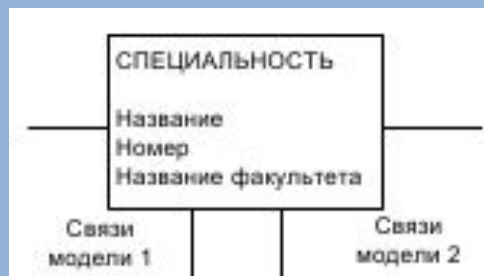 СПЕЦИАЛЬНОСТЬ
Название
Номер
Название факультета
Связи
модели 1
Связи
модели 2